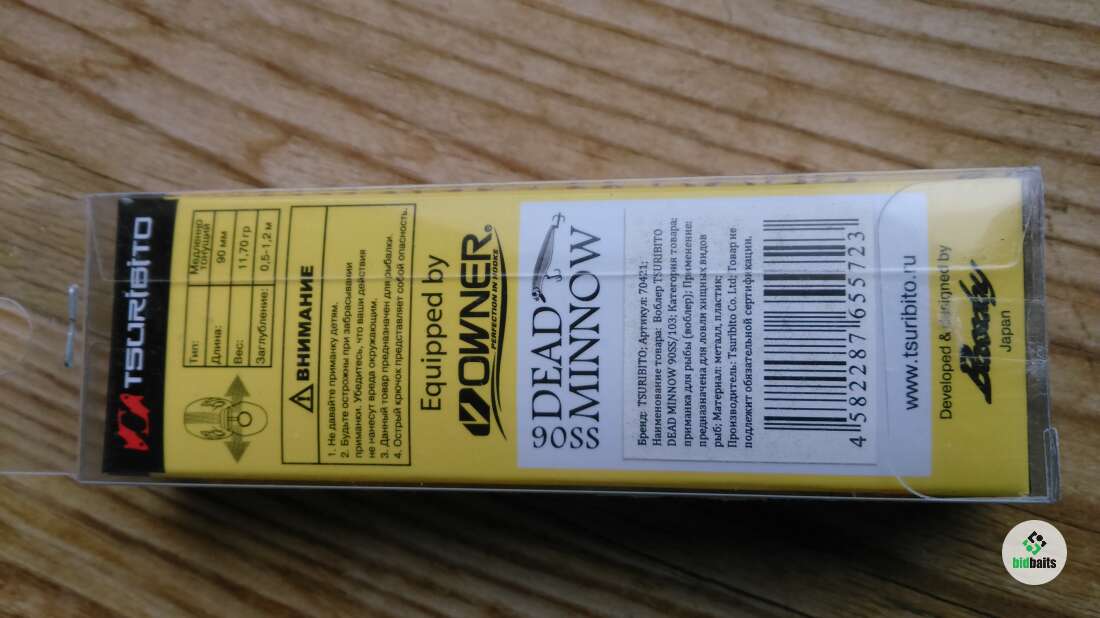 TSURIBITO
Тип: Медленно тонущий
Длина: 90 мм
Вес: 11,70 гр
Заглубление: 0,5-1,2 м
ВНИМАНИЕ
1. Не давайте приманку детям.
2. Будьте острожны при забрасывании
приманки. Убедитесь, что ваши действия
не нанесут вреда окружающим.
3. Данный товар предназначен для рыбалки.
4. Острый крючок представляет собой опасность.
Equipped by
OWNER®
PERFECTION IN HOOKS
DEAD
MINNOW
90SS
Бренд: TSURIBITO; Артикул: 70421;
Наименование товара: Воблер TSURIBITO
DEAD MINNOW 90SS/103; Категория товара:
приманка для рыбы (воблер); Применение:
предназначена для ловли хищных видов
рыб; Материал: металл, пластик;
Производитель: Tsuribito Co. Ltd; Товар не
подлежит обязательной сертификации.
4 582287 655723
www.tsuribito.ru
Developed & designed by
Japan
bidbaits